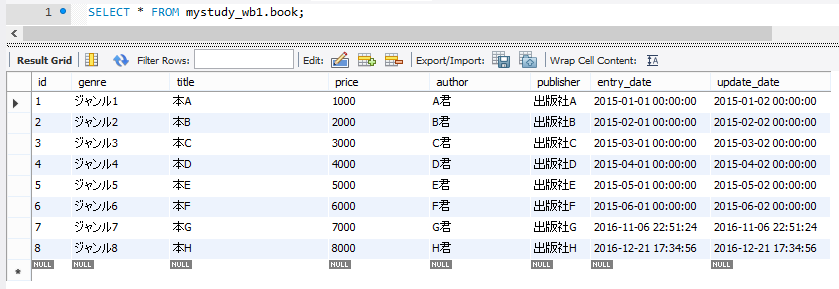 1 SELECT * FROM mystudy_wb1.book;
Result Grid Filter Rows: Edit: Export/Import: Wrap Cell Content: IA
id genre title price author publisher entry_date update_date
1 ジャンル1 本A 1000 A君 出版社A 2015-01-01 00:00:00 2015-01-02 00:00:00
2 ジャンル2 本B 2000 B君 出版社B 2015-02-01 00:00:00 2015-02-02 00:00:00
3 ジャンル3 本C 3000 C君 出版社C 2015-03-01 00:00:00 2015-03-02 00:00:00
4 ジャンル4 本D 4000 D君 出版社D 2015-04-01 00:00:00 2015-04-02 00:00:00
5 ジャンル5 本E 5000 E君 出版社E 2015-05-01 00:00:00 2015-05-02 00:00:00
6 ジャンル6 本F 6000 F君 出版社F 2015-06-01 00:00:00 2015-06-02 00:00:00
7 ジャンル7 本G 7000 G君 出版社G 2016-11-06 22:51:24 2016-11-06 22:51:24
8 ジャンル8 本H 8000 H君 出版社H 2016-12-21 17:34:56 2016-12-21 17:34:56
NULL NULL NULL NULL NULL NULL NULL NULL